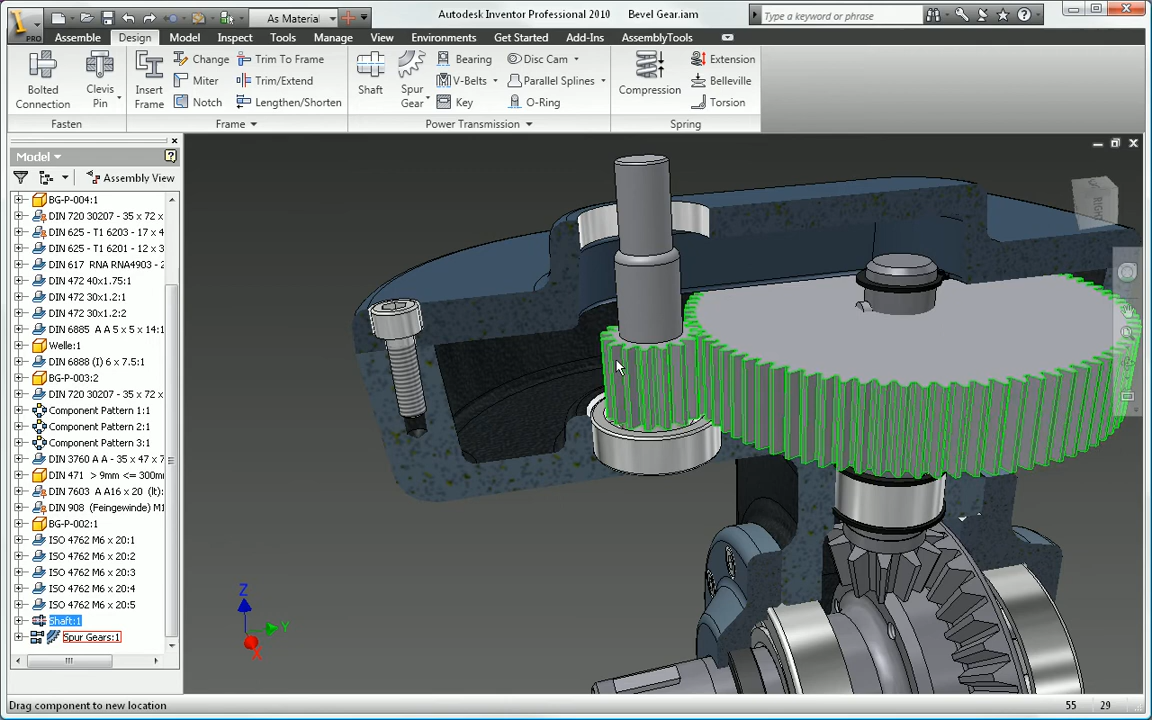 As Material
Autodesk Inventor Professional 2010 Bevel Gear.iam
Type a keyword or phrase
PRO
Assemble Design Model Inspect Tools Manage View Environments Get Started Add-Ins AssemblyTools
Bolted Connection
Clevis Pin
Insert Frame
Change
Miter
Notch
Trim To Frame
Trim/Extend
Lengthen/Shorten
Shaft
Spur Gear
Bearing
V-Belts
Key
Disc Cam
Parallel Splines
O-Ring
Compression
Extension
Belleville
Torsion
Fasten Frame Power Transmission Spring
Model
Assembly View
BG-P-004:1
DIN 720 30207 - 35 x 72 x
DIN 625 - T1 6203 - 17 x 4
DIN 625 - T1 6201 - 12 x 3
DIN 617 RNA RNA4903 - 22
DIN 472 40x1.75:1
DIN 472 30x1.2:1
DIN 472 30x1.2:2
DIN 6885 A A 5 x 5 x 14:1
Welle:1
DIN 6888 (I) 6 x 7.5:1
BG-P-003:2
DIN 720 30207 - 35 x 72 x
Component Pattern 1:1
Component Pattern 2:1
Component Pattern 3:1
DIN 3760 A A - 35 x 47 x 7
DIN 471 > 9mm <= 300mm
DIN 7603 A A16 x 20 (lt):
DIN 908 (Feingewinde) M1
BG-P-002:1
ISO 4762 M6 x 20:1
ISO 4762 M6 x 20:2
ISO 4762 M6 x 20:3
ISO 4762 M6 x 20:4
ISO 4762 M6 x 20:5
Shaft:1
Spur Gears:1
RIGHT
Z
Y
X
Drag component to new location 55 29